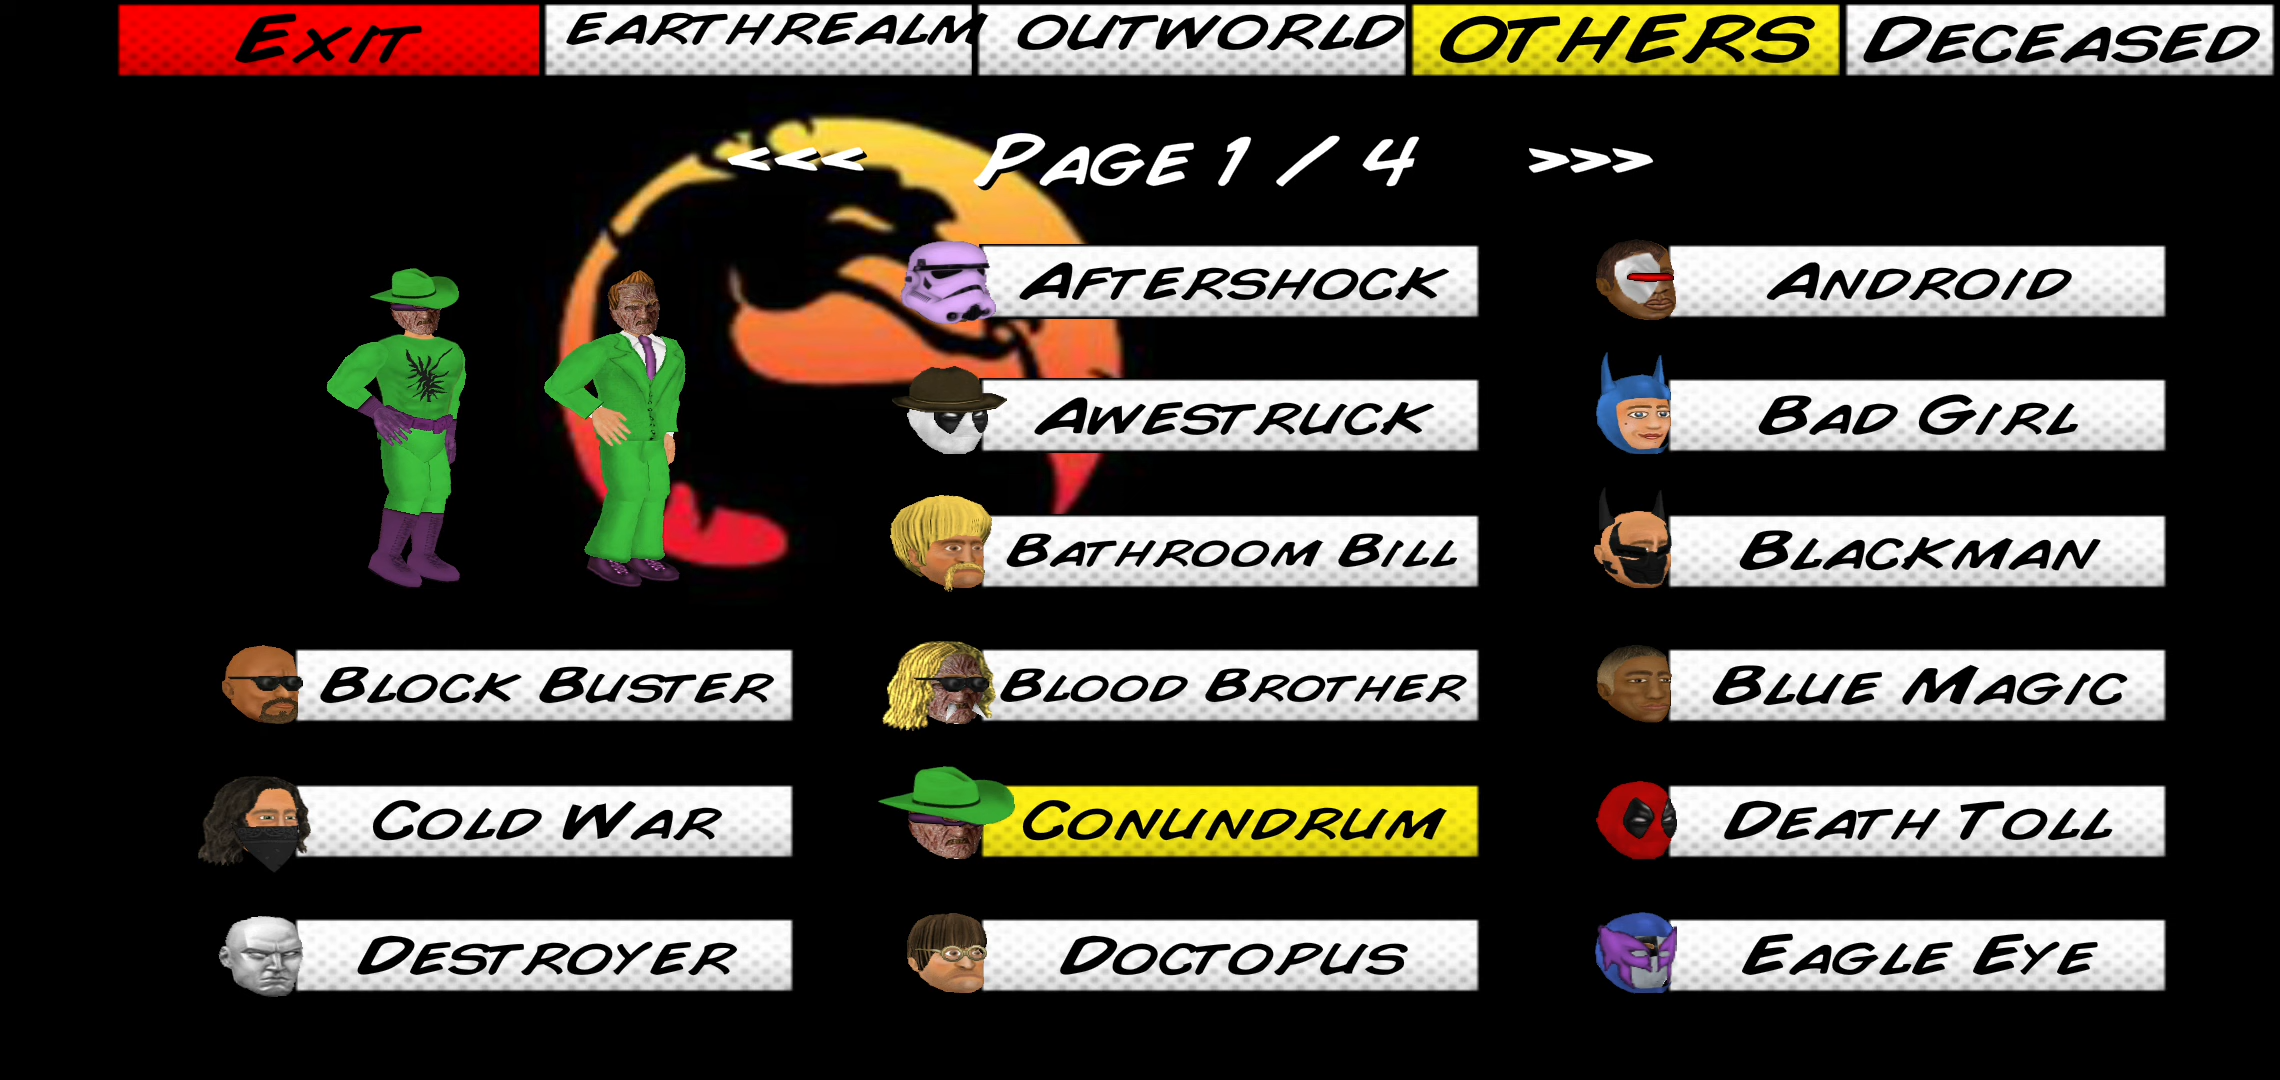 EXIT
EARTHREALM
OUTWORLD
OTHERS
DECEASED
<<< PAGE 1 / 4 >>>
AFTERSHOCK
ANDROID
AWESTRUCK
BAD GIRL
BATHROOM BILL
BLACKMAN
BLOCK BUSTER
BLOOD BROTHER
BLUE MAGIC
COLD WAR
CONUNDRUM
DEATH TOLL
DESTROYER
DOCTOPUS
EAGLE EYE